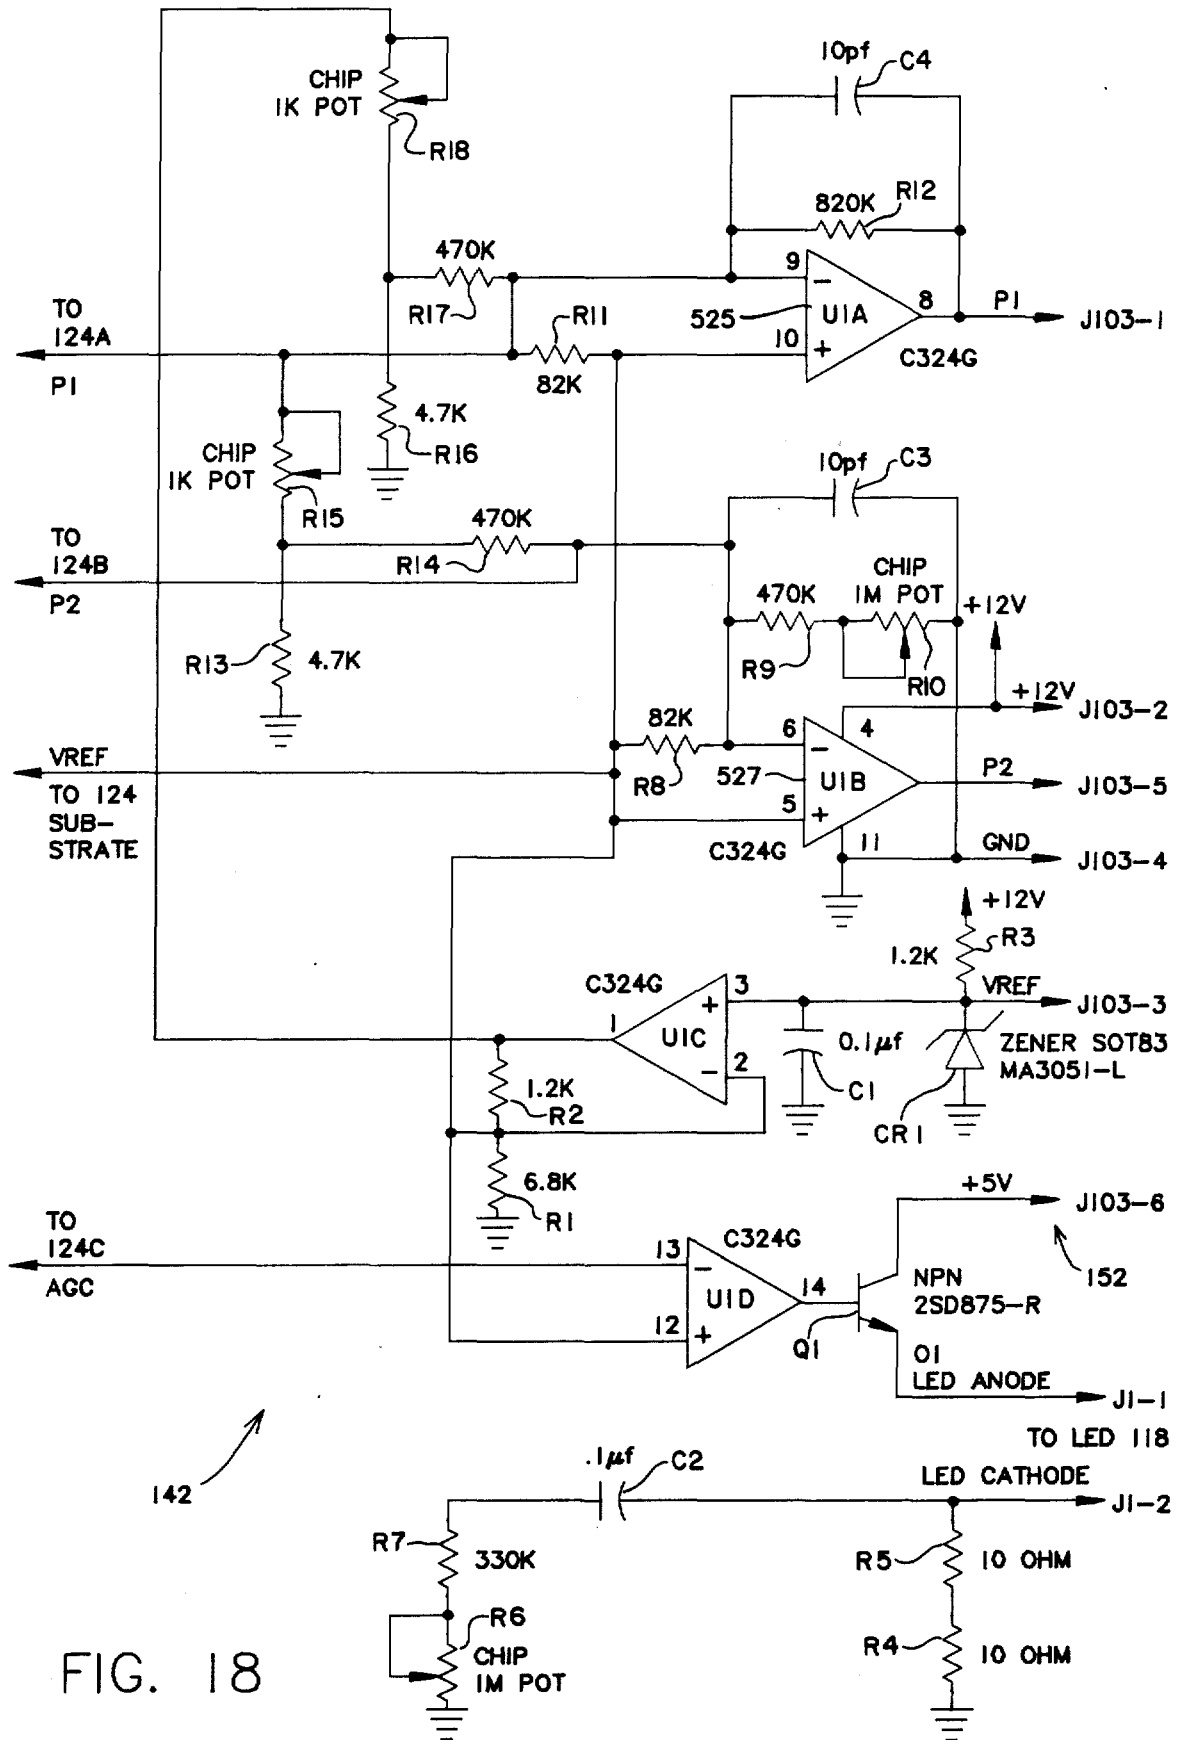 10pf
C4
CHIP
1K POT
R18
820K
R12
470K
R17
R11
82K
9
525
U1A
10
8
P1
J103-1
C324G
TO
124A
P1
4.7K
R16
CHIP
1K POT
R15
10pf
C3
470K
R14
TO
124B
P2
CHIP
1M POT
470K
+12V
R9
R10
R13
4.7K
+12V
J103-2
82K
R8
6
4
527
U1B
P2
J103-5
5
C324G
11
GND
J103-4
VREF
TO 124
SUB-
STRATE
+12V
R3
1.2K
C324G
3
VREF
J103-3
1
U1C
2
0.1µf
C1
ZENER SOT83
MA3051-L
CR1
1.2K
R2
6.8K
R1
+5V
J103-6
152
TO
124C
AGC
C324G
13
U1D
14
12
NPN
2SD875-R
Q1
01
LED ANODE
J1-1
TO LED 118
142
.1µf
C2
LED CATHODE
J1-2
R7
330K
R5
10 OHM
R6
CHIP
1M POT
R4
10 OHM
FIG. 18